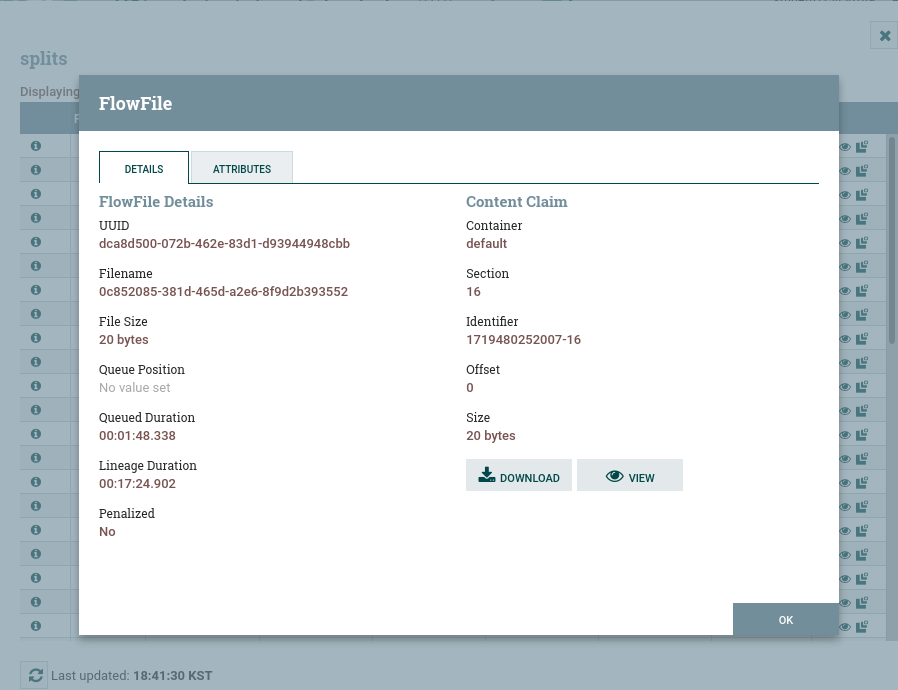 splits
Displaying
FlowFile
DETAILS
ATTRIBUTES
FlowFile Details
UUID
dca8d500-072b-462e-83d1-d93944948cbb
Filename
0c852085-381d-465d-a2e6-8f9d2b393552
File Size
20 bytes
Queue Position
No value set
Queued Duration
00:01:48.338
Lineage Duration
00:17:24.902
Penalized
No
Content Claim
Container
default
Section
16
Identifier
1719480252007-16
Offset
0
Size
20 bytes
DOWNLOAD
VIEW
OK
Last updated: 18:41:30 KST